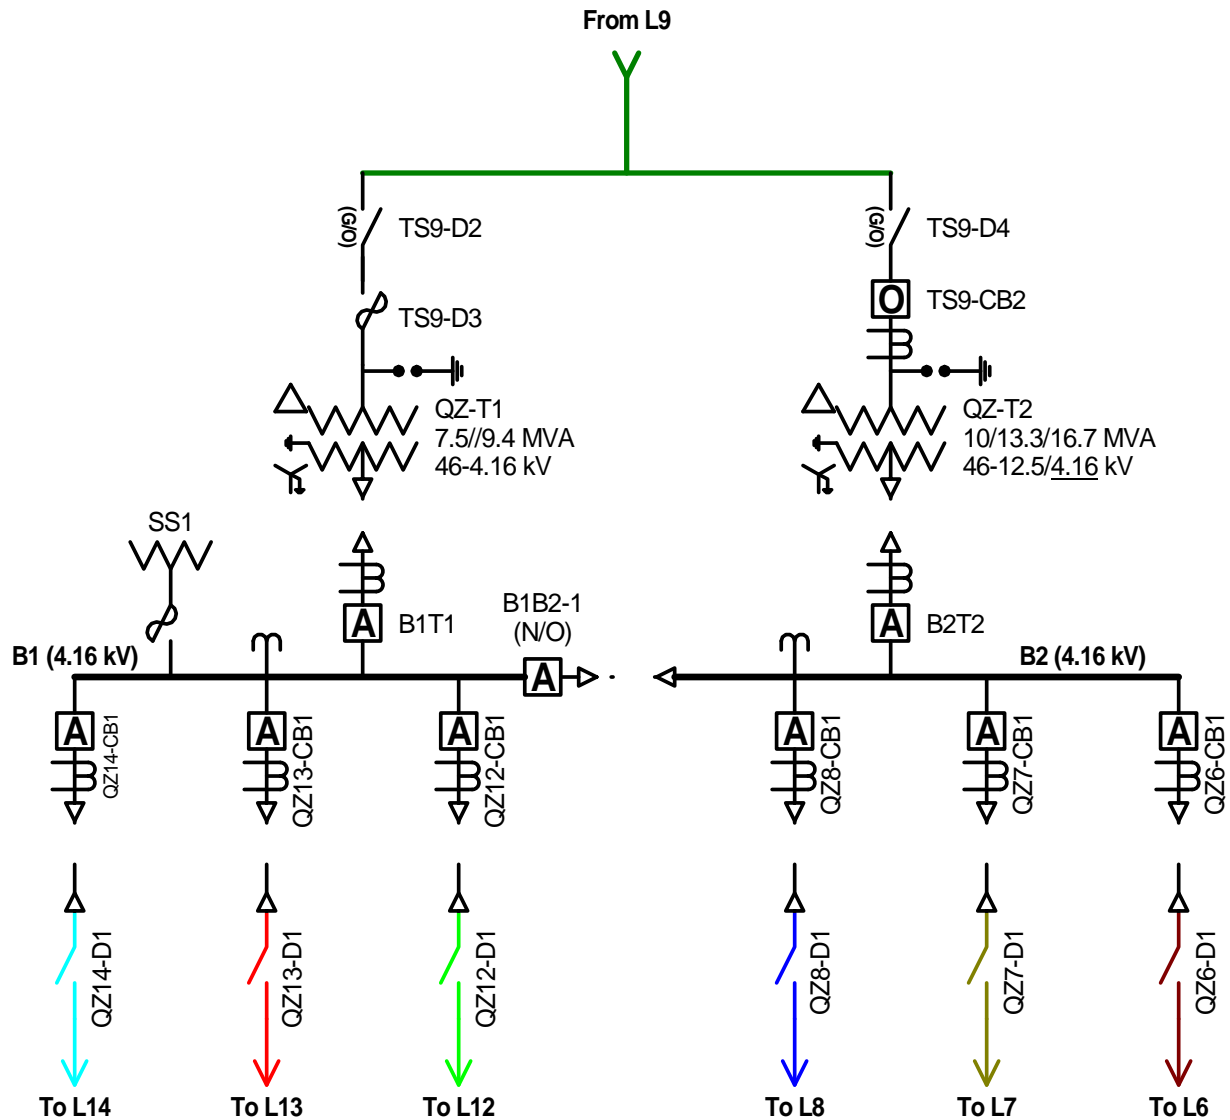 From L9
(G/O)
TS9-D2
(G/O)
TS9-D4
TS9-D3
O
TS9-CB2
QZ-T1
7.5//9.4 MVA
46-4.16 kV
QZ-T2
10/13.3/16.7 MVA
46-12.5/4.16 kV
SS1
A
B1T1
B1B2-1
(N/O)
A
B2T2
B1 (4.16 kV)
A
B2 (4.16 kV)
A
QZ14-CB1
A
QZ13-CB1
A
QZ12-CB1
A
QZ8-CB1
A
QZ7-CB1
A
QZ6-CB1
QZ14-D1
QZ13-D1
QZ12-D1
QZ8-D1
QZ7-D1
QZ6-D1
To L14
To L13
To L12
To L8
To L7
To L6